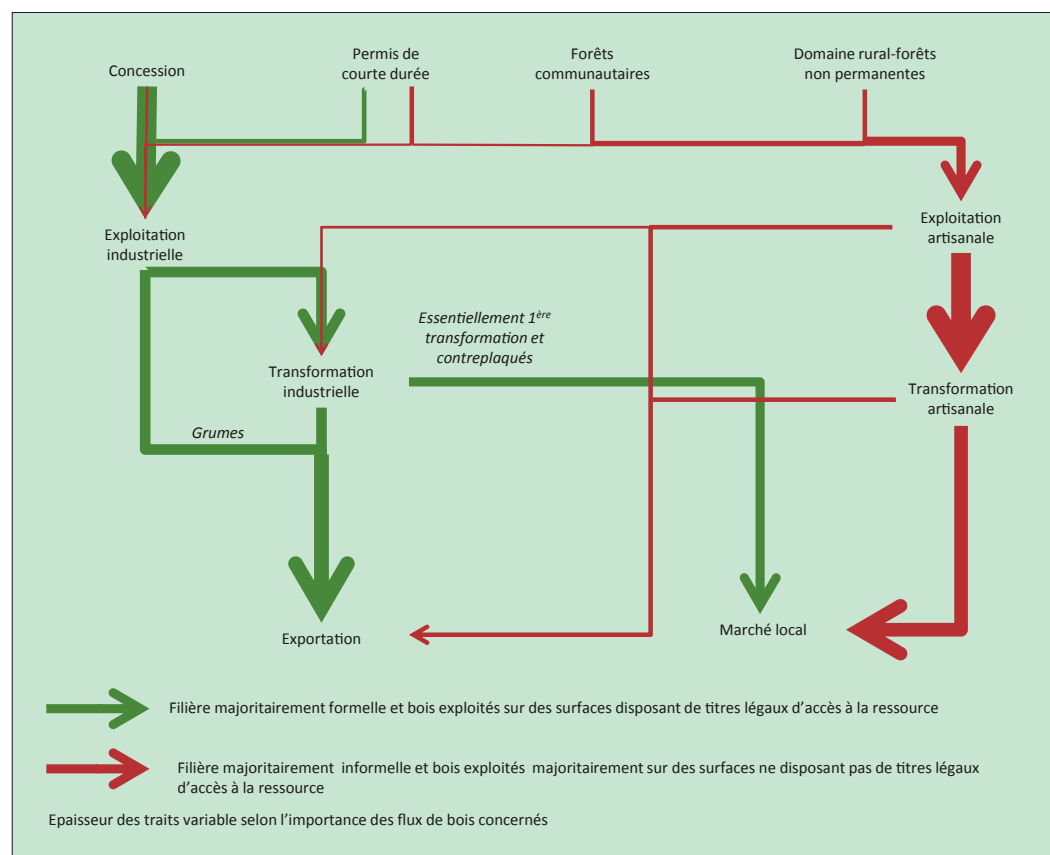 Concession
Permis de
courte durée
Forêts
communautaires
Domaine rural-forêts
non permanentes
Exploitation
industrielle
Exploitation
artisanale
Essentiellement 1ère
transformation et
contreplaqués
Transformation
industrielle
Transformation
artisanale
Grumes
Exportation
Marché local
Filière majoritairement formelle et bois exploités sur des surfaces disposant de titres légaux d’accès à la ressource
Filière majoritairement informelle et bois exploités majoritairement sur des surfaces ne disposant pas de titres légaux
d’accès à la ressource
Epaisseur des traits variable selon l’importance des flux de bois concernés